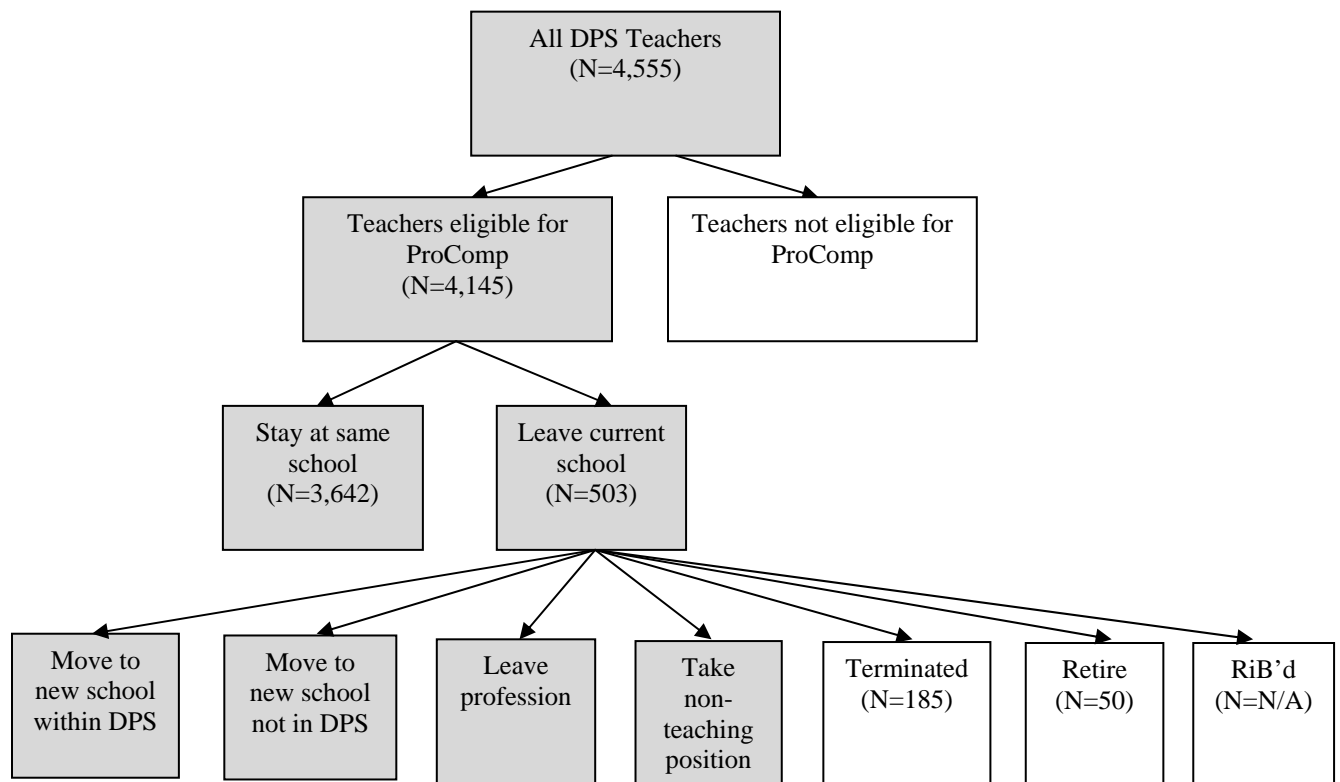 All DPS Teachers
(N=4,555)
Teachers eligible for
ProComp
(N=4,145)
Teachers not eligible for
ProComp
Stay at same
school
(N=3,642)
Leave current
school
(N=503)
Move to
new school
within DPS
Move to
new school
not in DPS
Leave
profession
Take
non-
teaching
position
Terminated
(N=185)
Retire
(N=50)
RiB’d
(N=N/A)